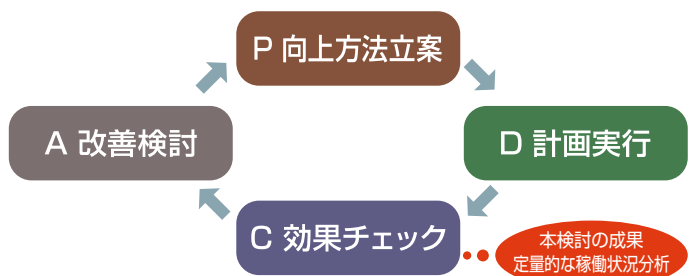 P 向上方法立案
D 計画実行
C 効果チェック
A 改善検討
本検討の成果
定量的な稼働状況分析